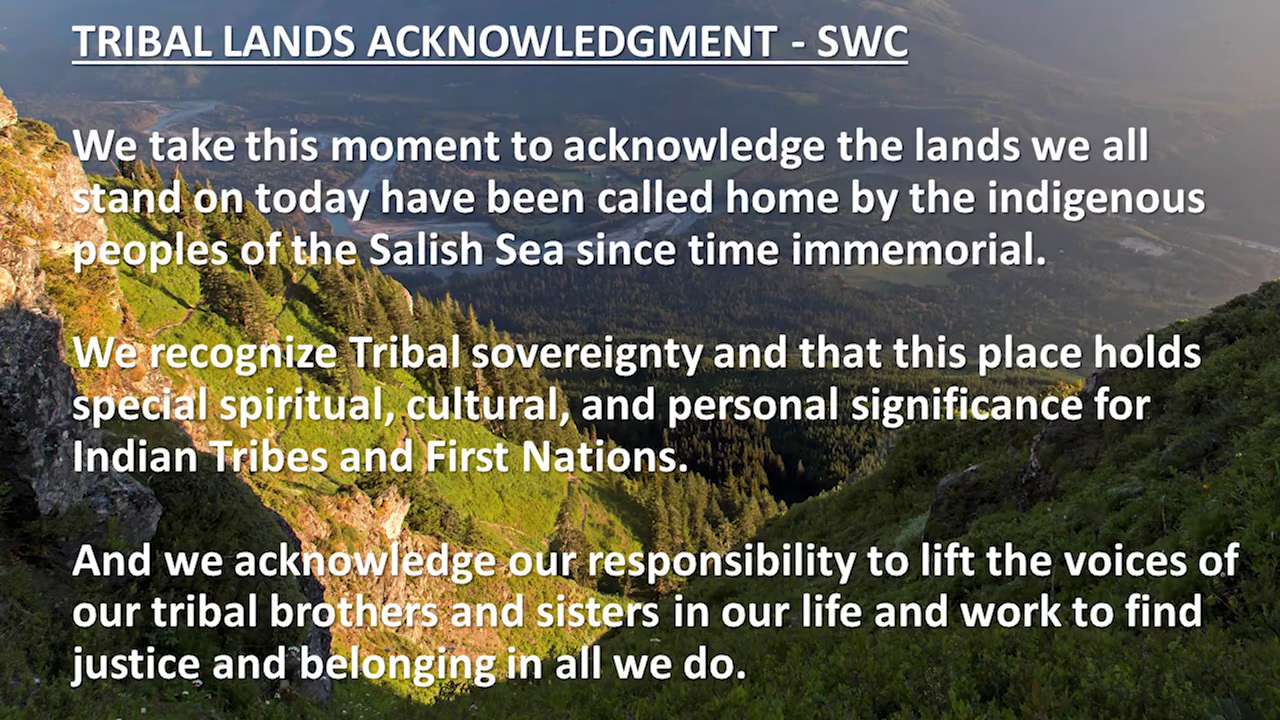 TRIBAL LANDS ACKNOWLEDGMENT - SWC
We take this moment to acknowledge the lands we all
stand on today have been called home by the indigenous
peoples of the Salish Sea since time immemorial.
We recognize Tribal sovereignty and that this place holds
special spiritual, cultural, and personal significance for
Indian Tribes and First Nations.
And we acknowledge our responsibility to lift the voices of
our tribal brothers and sisters in our life and work to find
justice and belonging in all we do.